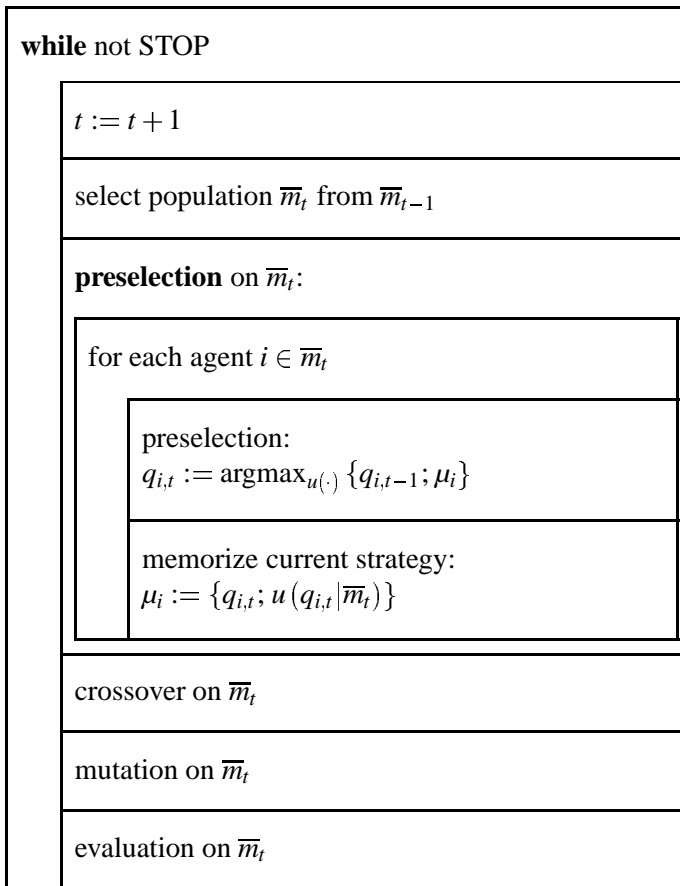 while not STOP
t := t + 1
select population m̅_t from m̅_{t−1}
preselection on m̅_t:
for each agent i ∈ m̅_t
preselection:
q_{i,t} := argmax_{u(·)} {q_{i,t−1}; μ_i}
memorize current strategy:
μ_i := {q_{i,t}; u(q_{i,t}|m̅_t)}
crossover on m̅_t
mutation on m̅_t
evaluation on m̅_t